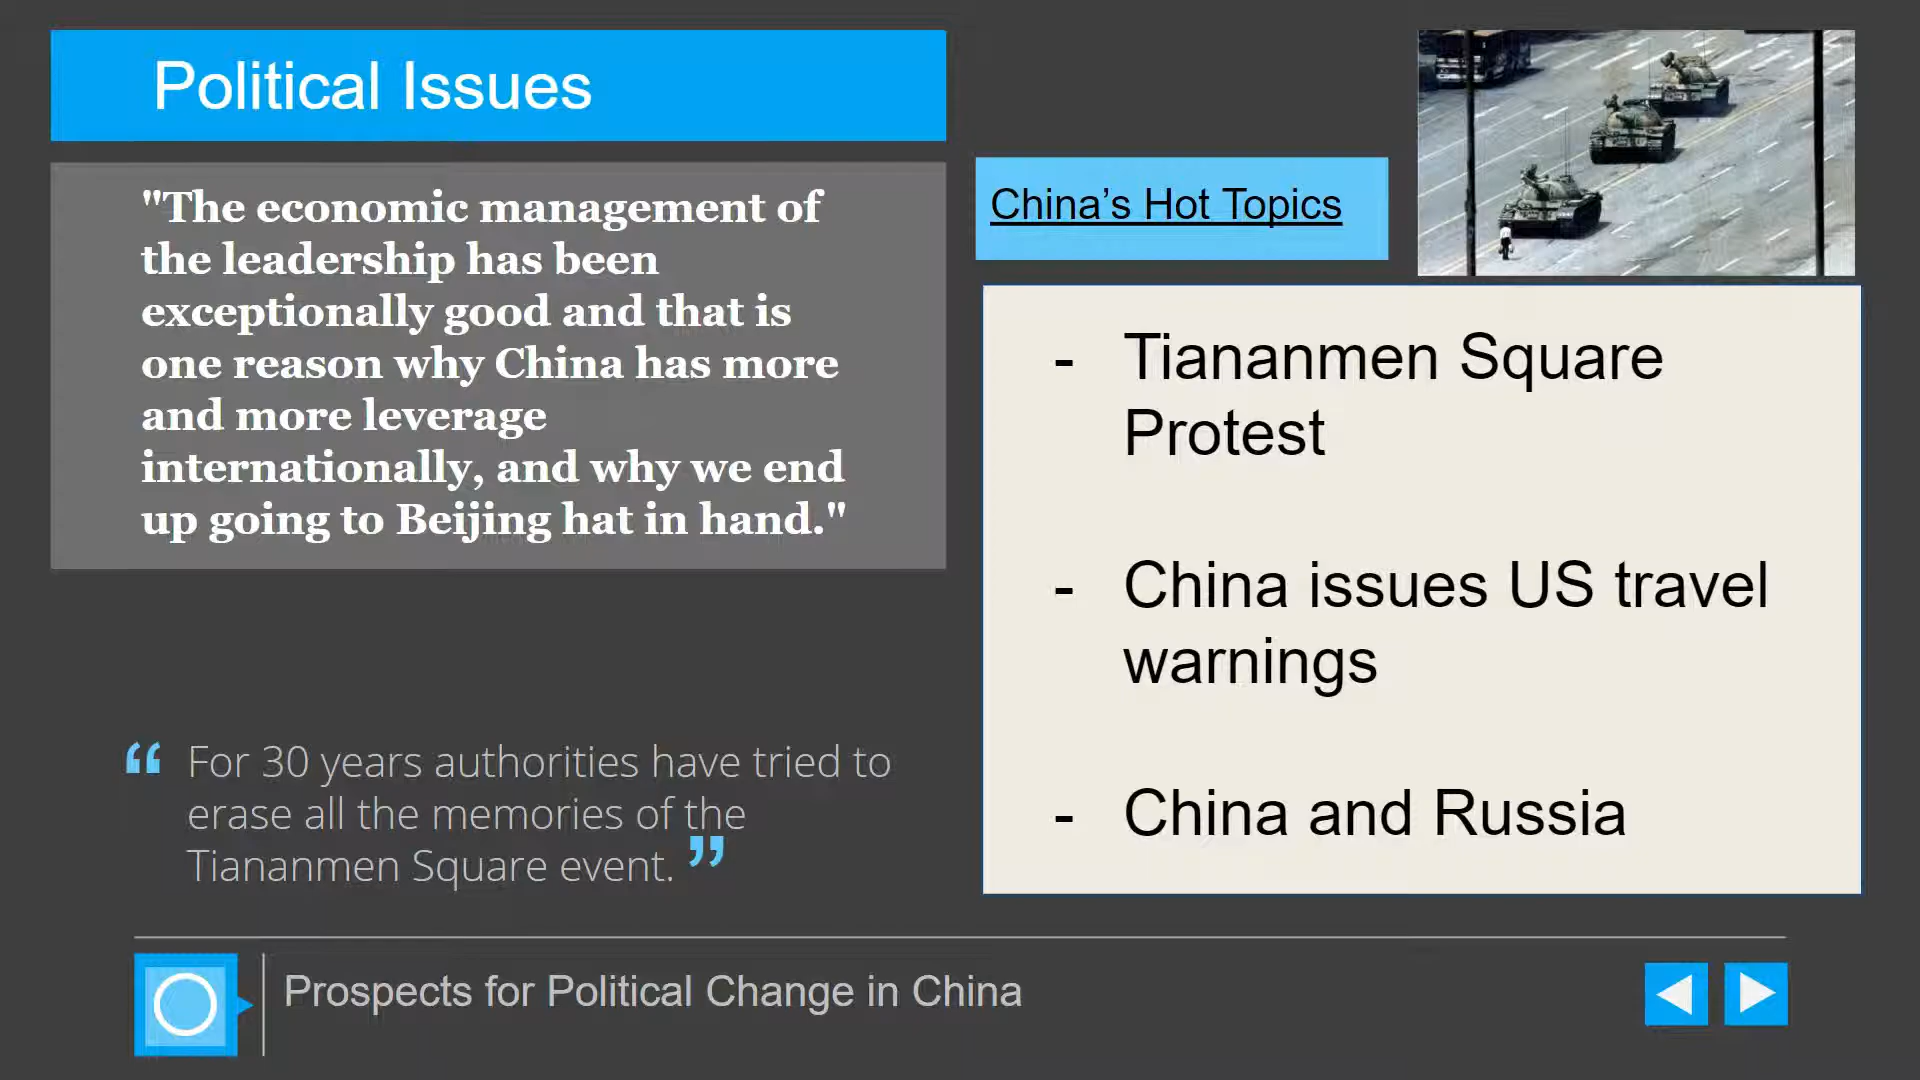 Political Issues
"The economic management of
the leadership has been
exceptionally good and that is
one reason why China has more
and more leverage
internationally, and why we end
up going to Beijing hat in hand."
“ For 30 years authorities have tried to
erase all the memories of the
Tiananmen Square event. ”
China’s Hot Topics
- Tiananmen Square
Protest
- China issues US travel
warnings
- China and Russia
Prospects for Political Change in China